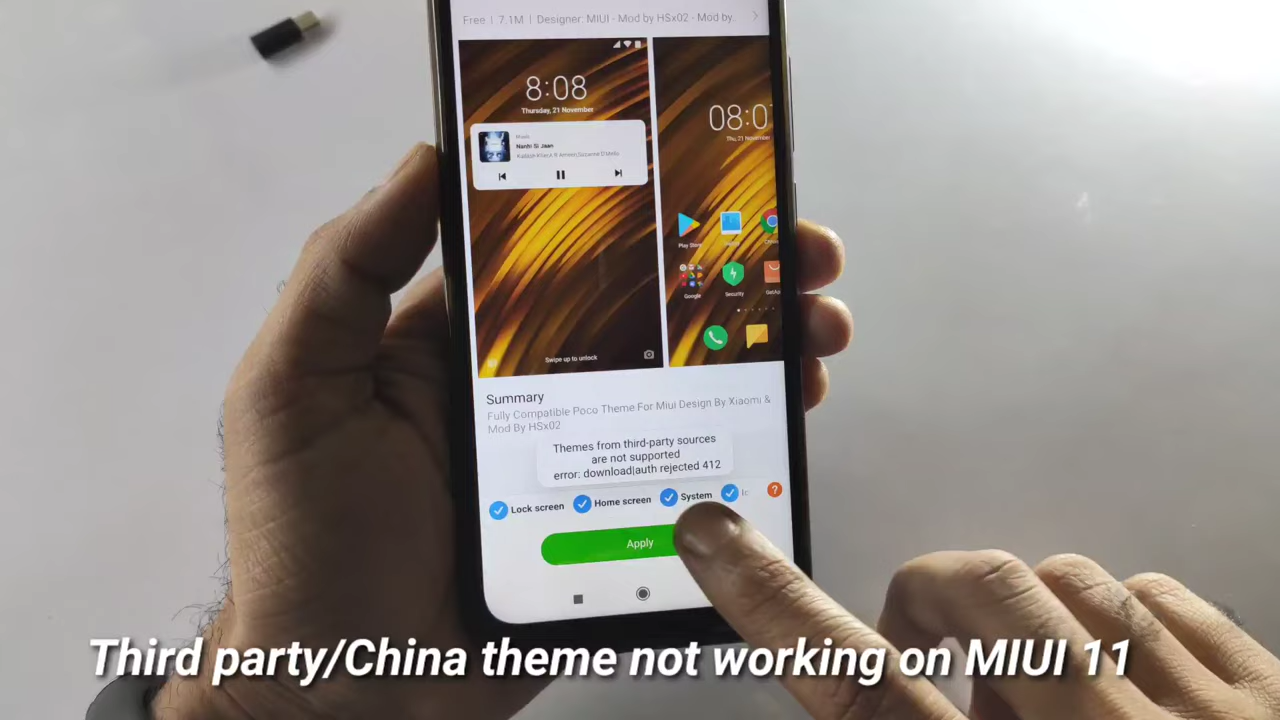 Free | 7.1M | Designer: MIUI - Mod by HSx02 - Mod by..
8:08
Thursday, 21 November
Music
08:0
Thu, 21 November
Play Store
Google
Security
GetAp
Swipe up to unlock
Summary
Fully Compatible Poco Theme For Miui Design By Xiaomi &
Mod By HSx02
Themes from third-party sources
are not supported
error: download|auth rejected 412
Lock screen
Home screen
System
Ic
?
Apply
Third party/China theme not working on MIUI 11